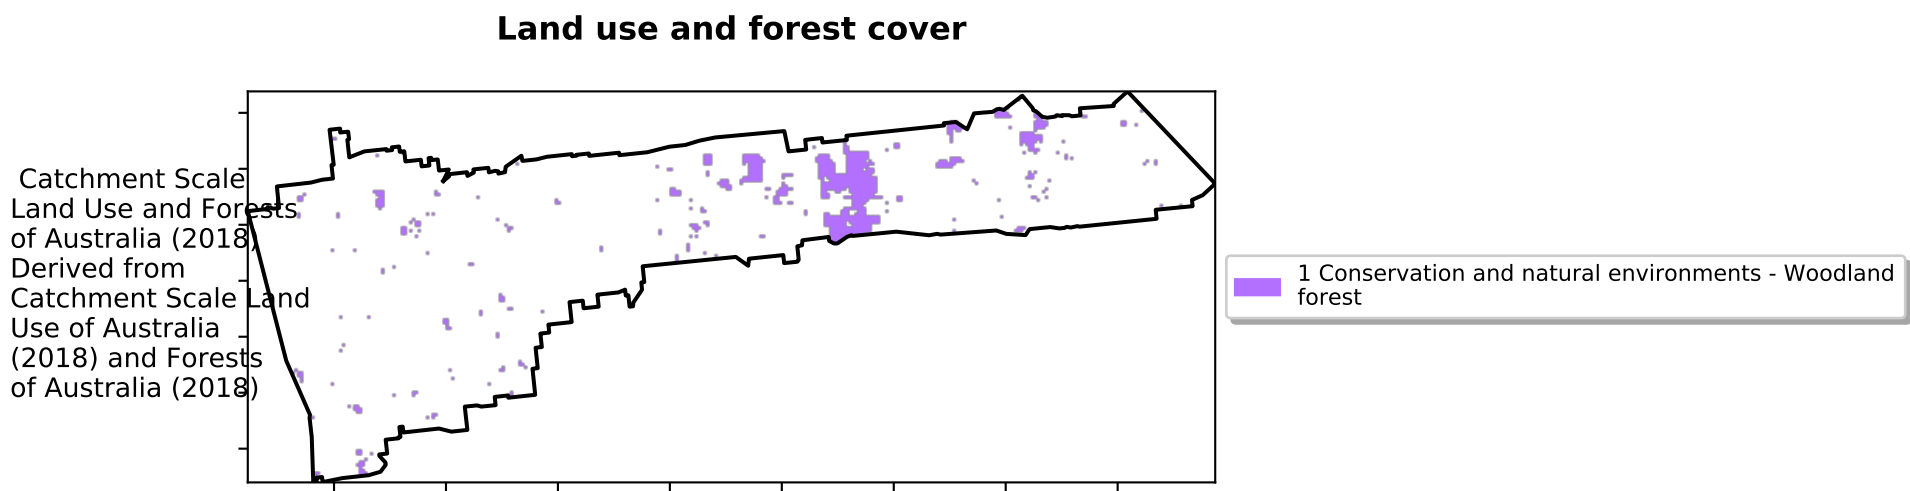 Land use and forest cover
Catchment Scale
Land Use and Forests
of Australia (2018)
Derived from
Catchment Scale Land
Use of Australia
(2018) and Forests
of Australia (2018)
1 Conservation and natural environments - Woodland
forest